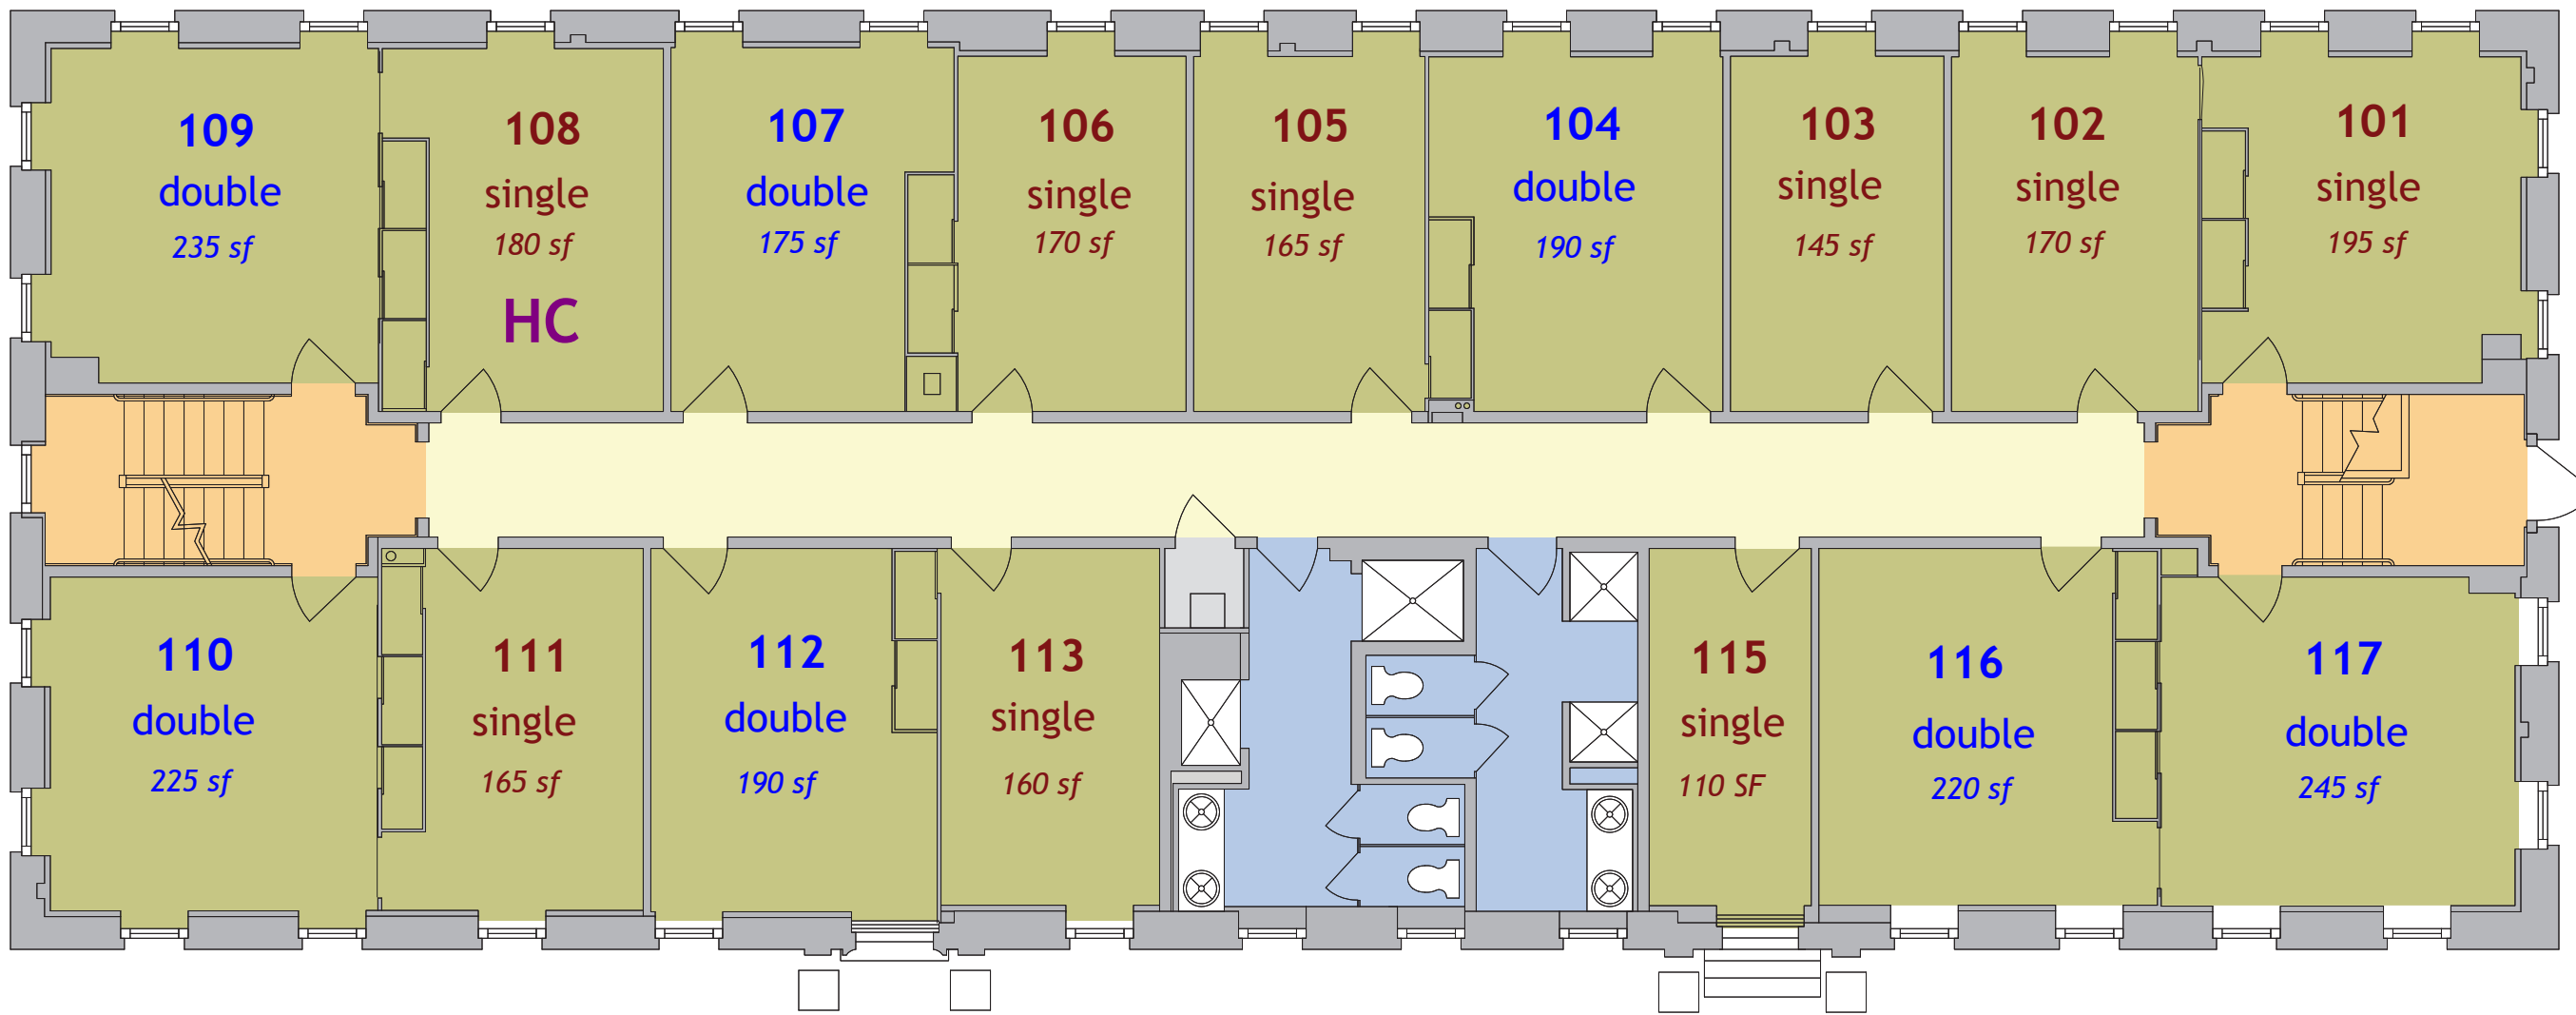 109
double
235 sf
108
single
180 sf
HC
107
double
175 sf
106
single
170 sf
105
single
165 sf
104
double
190 sf
103
single
145 sf
102
single
170 sf
101
single
195 sf
110
double
225 sf
111
single
165 sf
112
double
190 sf
113
single
160 sf
115
single
110 SF
116
double
220 sf
117
double
245 sf